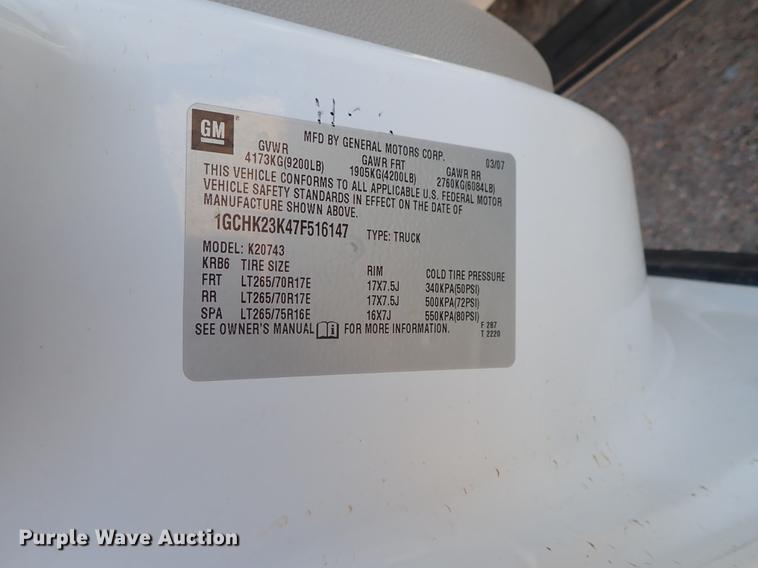 GM
MFD BY GENERAL MOTORS CORP. 03/07
GVWR GAWR FRT GAWR RR
4173KG(9200LB) 1905KG(4200LB) 2760KG(6084LB)
THIS VEHICLE CONFORMS TO ALL APPLICABLE U.S. FEDERAL MOTOR
VEHICLE SAFETY STANDARDS IN EFFECT ON THE DATE OF
MANUFACTURE SHOWN ABOVE.
1GCHK23K47F516147 TYPE: TRUCK
MODEL: K20743
KRB6 TIRE SIZE RIM COLD TIRE PRESSURE
FRT LT265/70R17E 17X7.5J 340KPA(50PSI)
RR LT265/70R17E 17X7.5J 500KPA(72PSI)
SPA LT265/75R16E 16X7J 550KPA(80PSI)
SEE OWNER'S MANUAL FOR MORE INFORMATION. F 287
T 2220
Purple Wave Auction